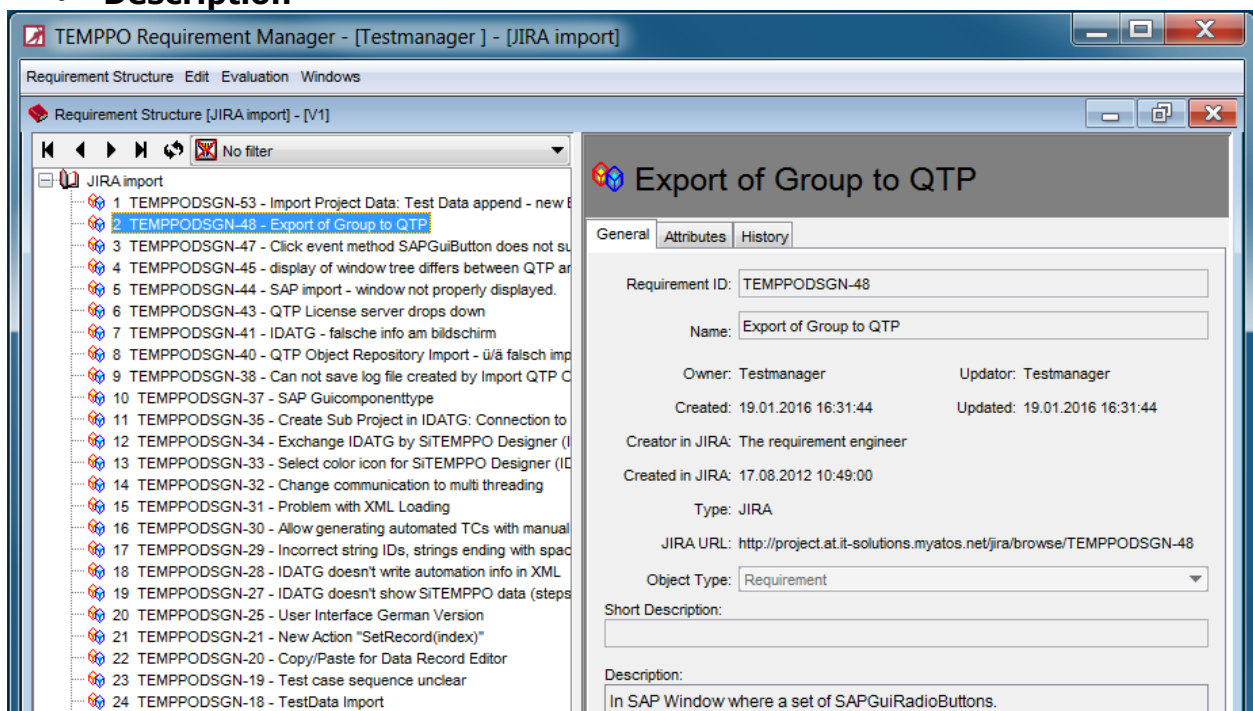 Description
TEMPPO Requirement Manager - [Testmanager ] - [JIRA import]
Requirement Structure Edit Evaluation Windows
Requirement Structure [JIRA import] - [V1]
No filter
JIRA import
1 TEMPPODSGN-53 - Import Project Data: Test Data append - new
2 TEMPPODSGN-48 - Export of Group to QTP
3 TEMPPODSGN-47 - Click event method SAPGuiButton does not su
4 TEMPPODSGN-45 - display of window tree differs between QTP ar
5 TEMPPODSGN-44 - SAP import - window not properly displayed.
6 TEMPPODSGN-43 - QTP License server drops down
7 TEMPPODSGN-41 - IDATG - falsche info am bildschirm
8 TEMPPODSGN-40 - QTP Object Repository Import - ü/ä falsch imp
9 TEMPPODSGN-38 - Can not save log file created by Import QTP C
10 TEMPPODSGN-37 - SAP Guicomponenttype
11 TEMPPODSGN-35 - Create Sub Project in IDATG: Connection to
12 TEMPPODSGN-34 - Exchange IDATG by SiTEMPPO Designer (I
13 TEMPPODSGN-33 - Select color icon for SiTEMPPO Designer (ID
14 TEMPPODSGN-32 - Change communication to multi threading
15 TEMPPODSGN-31 - Problem with XML Loading
16 TEMPPODSGN-30 - Allow generating automated TCs with manual
17 TEMPPODSGN-29 - Incorrect string IDs, strings ending with spac
18 TEMPPODSGN-28 - IDATG doesn't write automation info in XML
19 TEMPPODSGN-27 - IDATG doesn't show SiTEMPPO data (steps
20 TEMPPODSGN-25 - User Interface German Version
21 TEMPPODSGN-21 - New Action "SetRecord(index)"
22 TEMPPODSGN-20 - Copy/Paste for Data Record Editor
23 TEMPPODSGN-19 - Test case sequence unclear
24 TEMPPODSGN-18 - TestData Import
Export of Group to QTP
General Attributes History
Requirement ID: TEMPPODSGN-48
Name: Export of Group to QTP
Owner: Testmanager Updator: Testmanager
Created: 19.01.2016 16:31:44 Updated: 19.01.2016 16:31:44
Creator in JIRA: The requirement engineer
Created in JIRA: 17.08.2012 10:49:00
Type: JIRA
JIRA URL: http://project.at.it-solutions.myatos.net/jira/browse/TEMPPODSGN-48
Object Type: Requirement
Short Description:
Description:
In SAP Window where a set of SAPGuiRadioButtons.